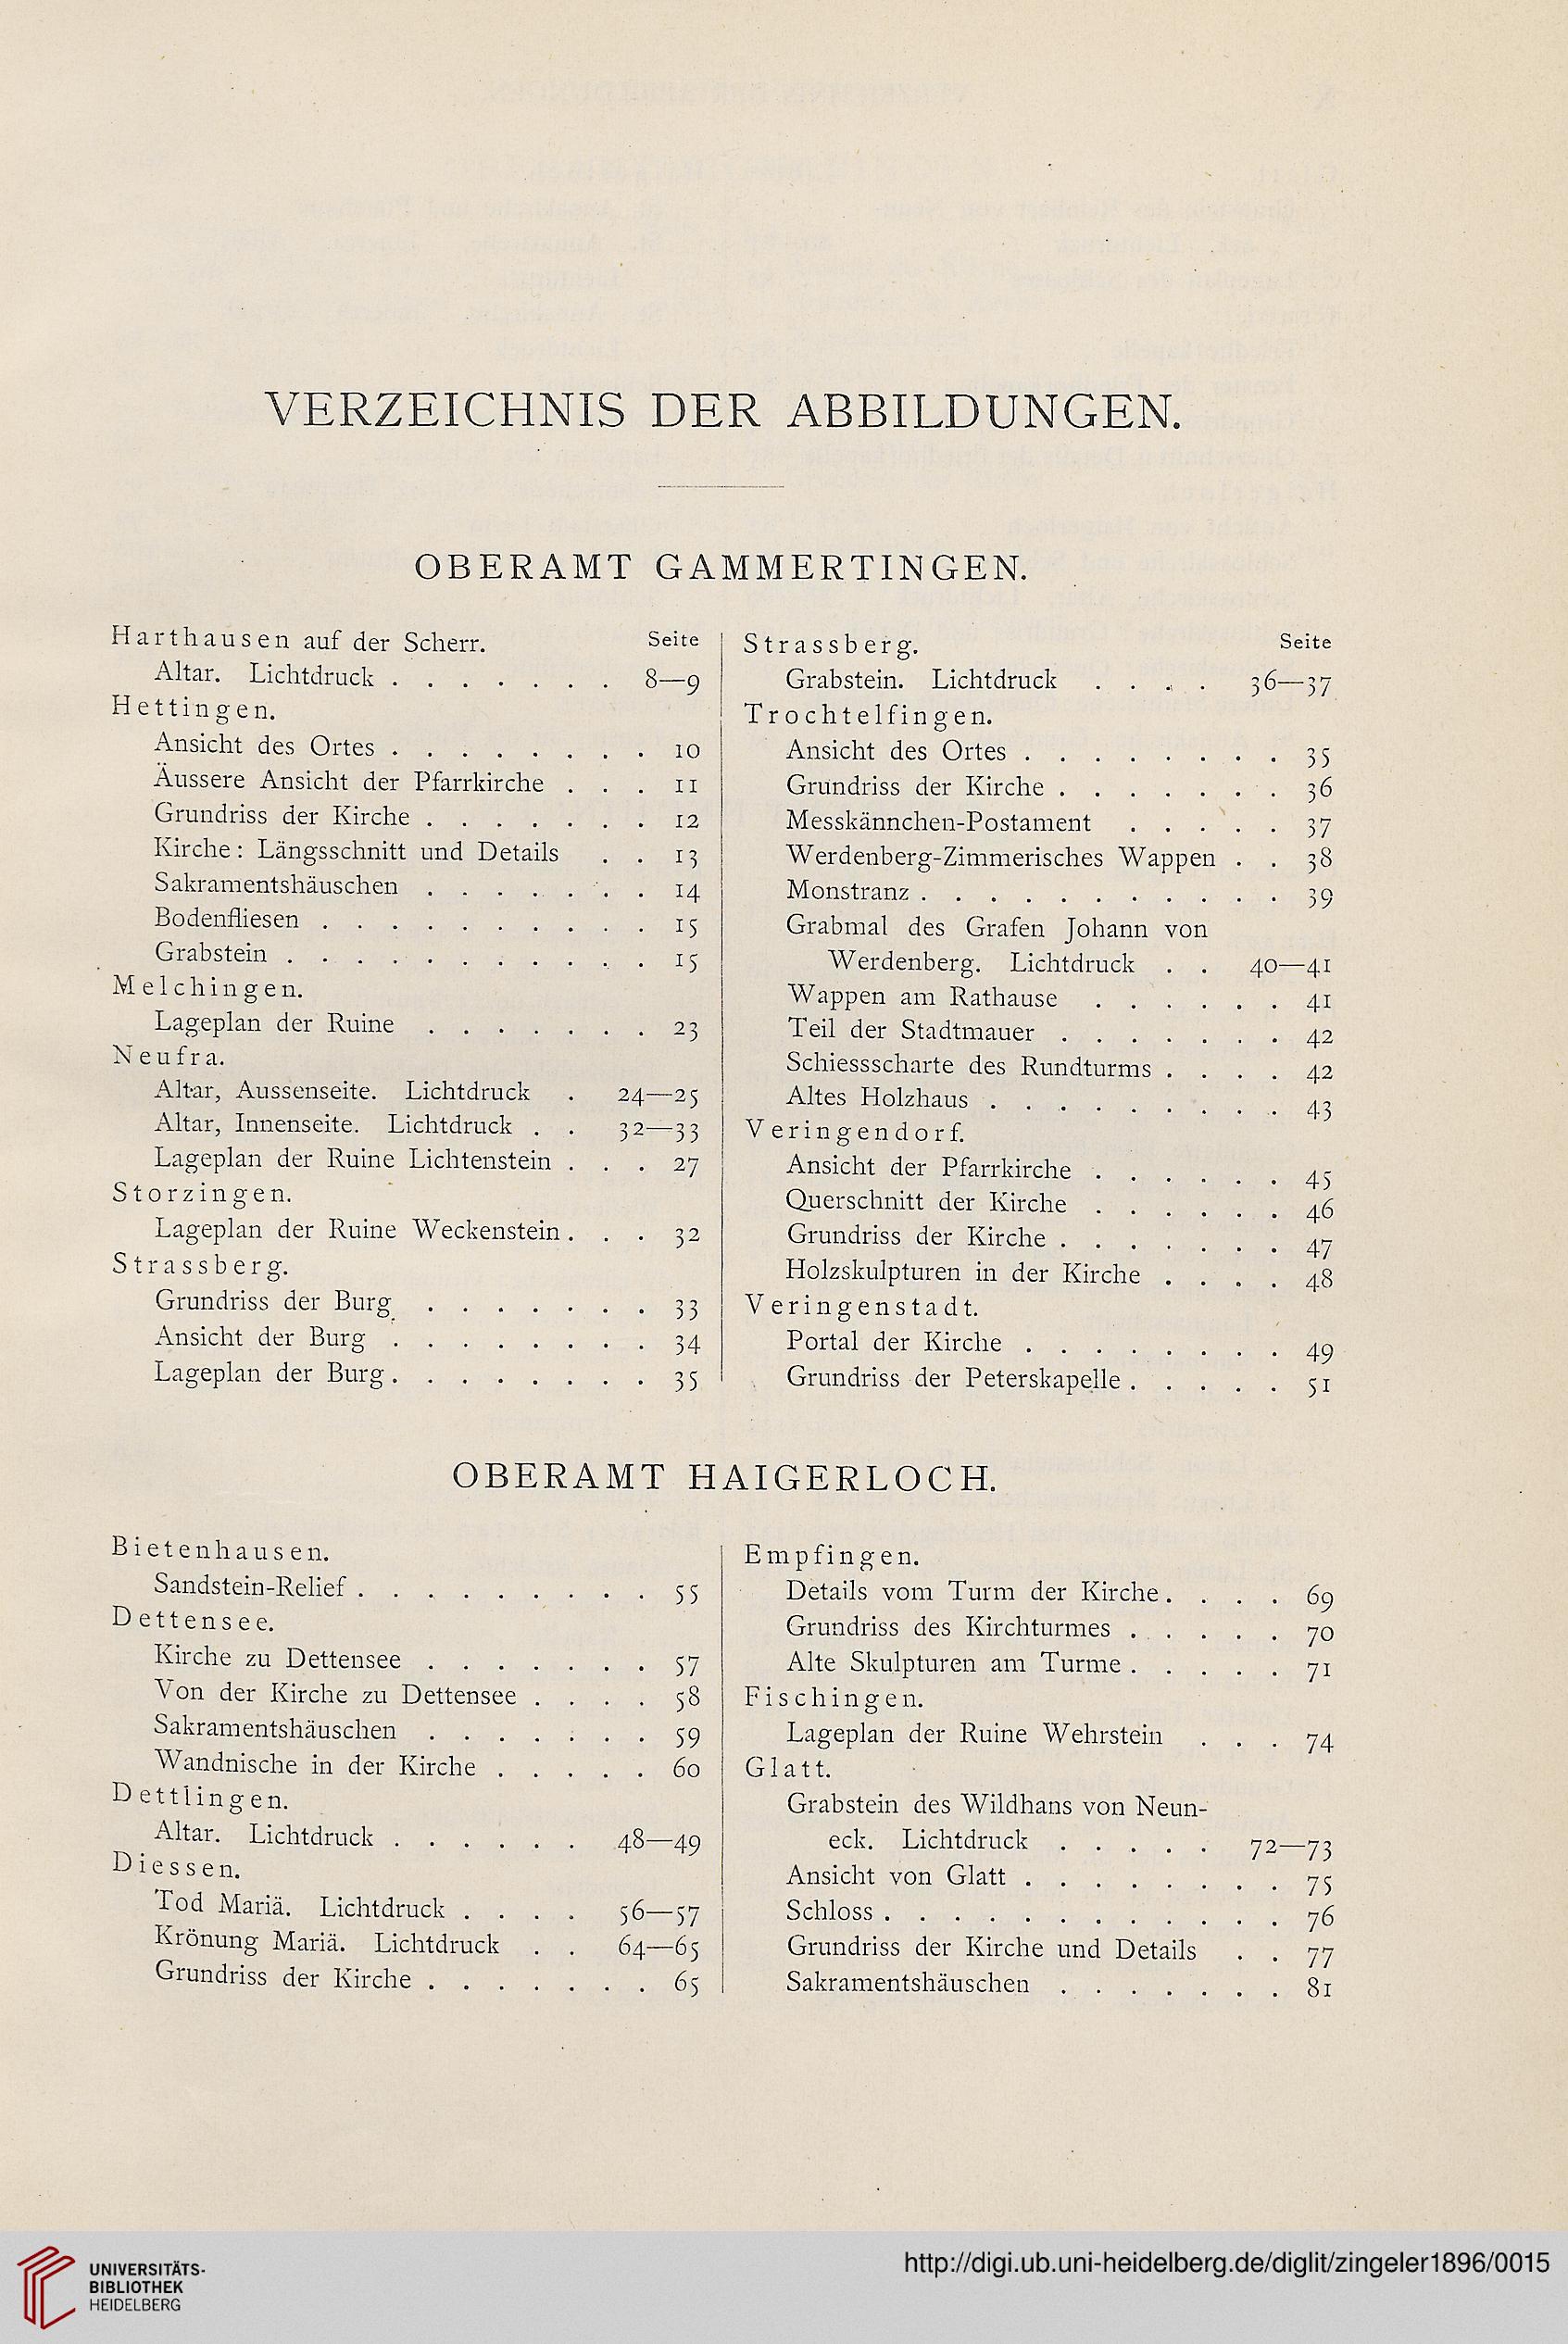 VERZEICHNIS DER ABBILDUNGEN.
OBERAMT GAMMERTINGEN.
Harthausen auf der Scherr. Seite
Altar. Lichtdruck . . . . . . . 8—9
Hettingen.
Ansicht des Ortes . . . . . . . . 10
Äussere Ansicht der Pfarrkirche . . . 11
Grundriss der Kirche . . . . . . . 12
Kirche: Längsschnitt und Details . . 13
Sakramentshäuschen . . . . . . . 14
Bodenfliesen . . . . . . . . . . 15
Grabstein . . . . . . . . . . . 15
Melchingen.
Lageplan der Ruine . . . . . . . 23
Neufra.
Altar, Aussenseite. Lichtdruck . 24—25
Altar, Innenseite. Lichtdruck . . 32—33
Lageplan der Ruine Lichtenstein . . . 27
Storzingen.
Lageplan der Ruine Weckenstein . . . 32
Strassberg.
Grundriss der Burg . . . . . . . 33
Ansicht der Burg . . . . . . . . 34
Lageplan der Burg . . . . . . . . 35
Strassberg. Seite
Grabstein. Lichtdruck . . . . 36—37
Trochtelfingen.
Ansicht des Ortes . . . . . . . . 35
Grundriss der Kirche . . . . . . . 36
Messkännchen-Postament . . . . . 37
Werdenberg-Zimmerisches Wappen . . 38
Monstranz . . . . . . . . . . . 39
Grabmal des Grafen Johann von
Werdenberg. Lichtdruck . . 40—41
Wappen am Rathause . . . . . . 41
Teil der Stadtmauer . . . . . . . 42
Schiessscharte des Rundturms . . . . 42
Altes Holzhaus . . . . . . . . . 43
Veringendorf.
Ansicht der Pfarrkirche . . . . . . 45
Querschnitt der Kirche . . . . . . 46
Grundriss der Kirche . . . . . . . 47
Holzskulpturen in der Kirche . . . . 48
Veringenstadt.
Portal der Kirche . . . . . . . . 49
Grundriss der Peterskapelle . . . . . 51
OBERAMT HAIGERLOCH.
Bietenhausen.
Sandstein-Relief . . . . . . . . . 55
Dettensee.
Kirche zu Dettensee . . . . . . . 57
Von der Kirche zu Dettensee . . . . 58
Sakramentshäuschen . . . . . . . 59
Wandnische in der Kirche . . . . . 60
Dettlingen.
Altar. Lichtdruck . . . . . . 48—49
Diessen.
Tod Mariä. Lichtdruck . . . . 56—57
Krönung Mariä. Lichtdruck . . 64—65
Grundriss der Kirche . . . . . . . 65
Empfingen.
Details vom Turm der Kirche . . . . 69
Grundriss des Kirchturmes . . . . . 70
Alte Skulpturen am Turme . . . . . 71
Fischingen.
Lageplan der Ruine Wehrstein . . . 74
Glatt.
Grabstein des Wildhans von Neun-
eck. Lichtdruck . . . . . 72—73
Ansicht von Glatt . . . . . . . . 75
Schloss . . . . . . . . . . . . 76
Grundriss der Kirche und Details . . 77
Sakramentshäuschen . . . . . . . 81
UNIVERSITÄTS-
BIBLIOTHEK
HEIDELBERG
http://digi.ub.uni-heidelberg.de/diglit/zingeler1896/0015